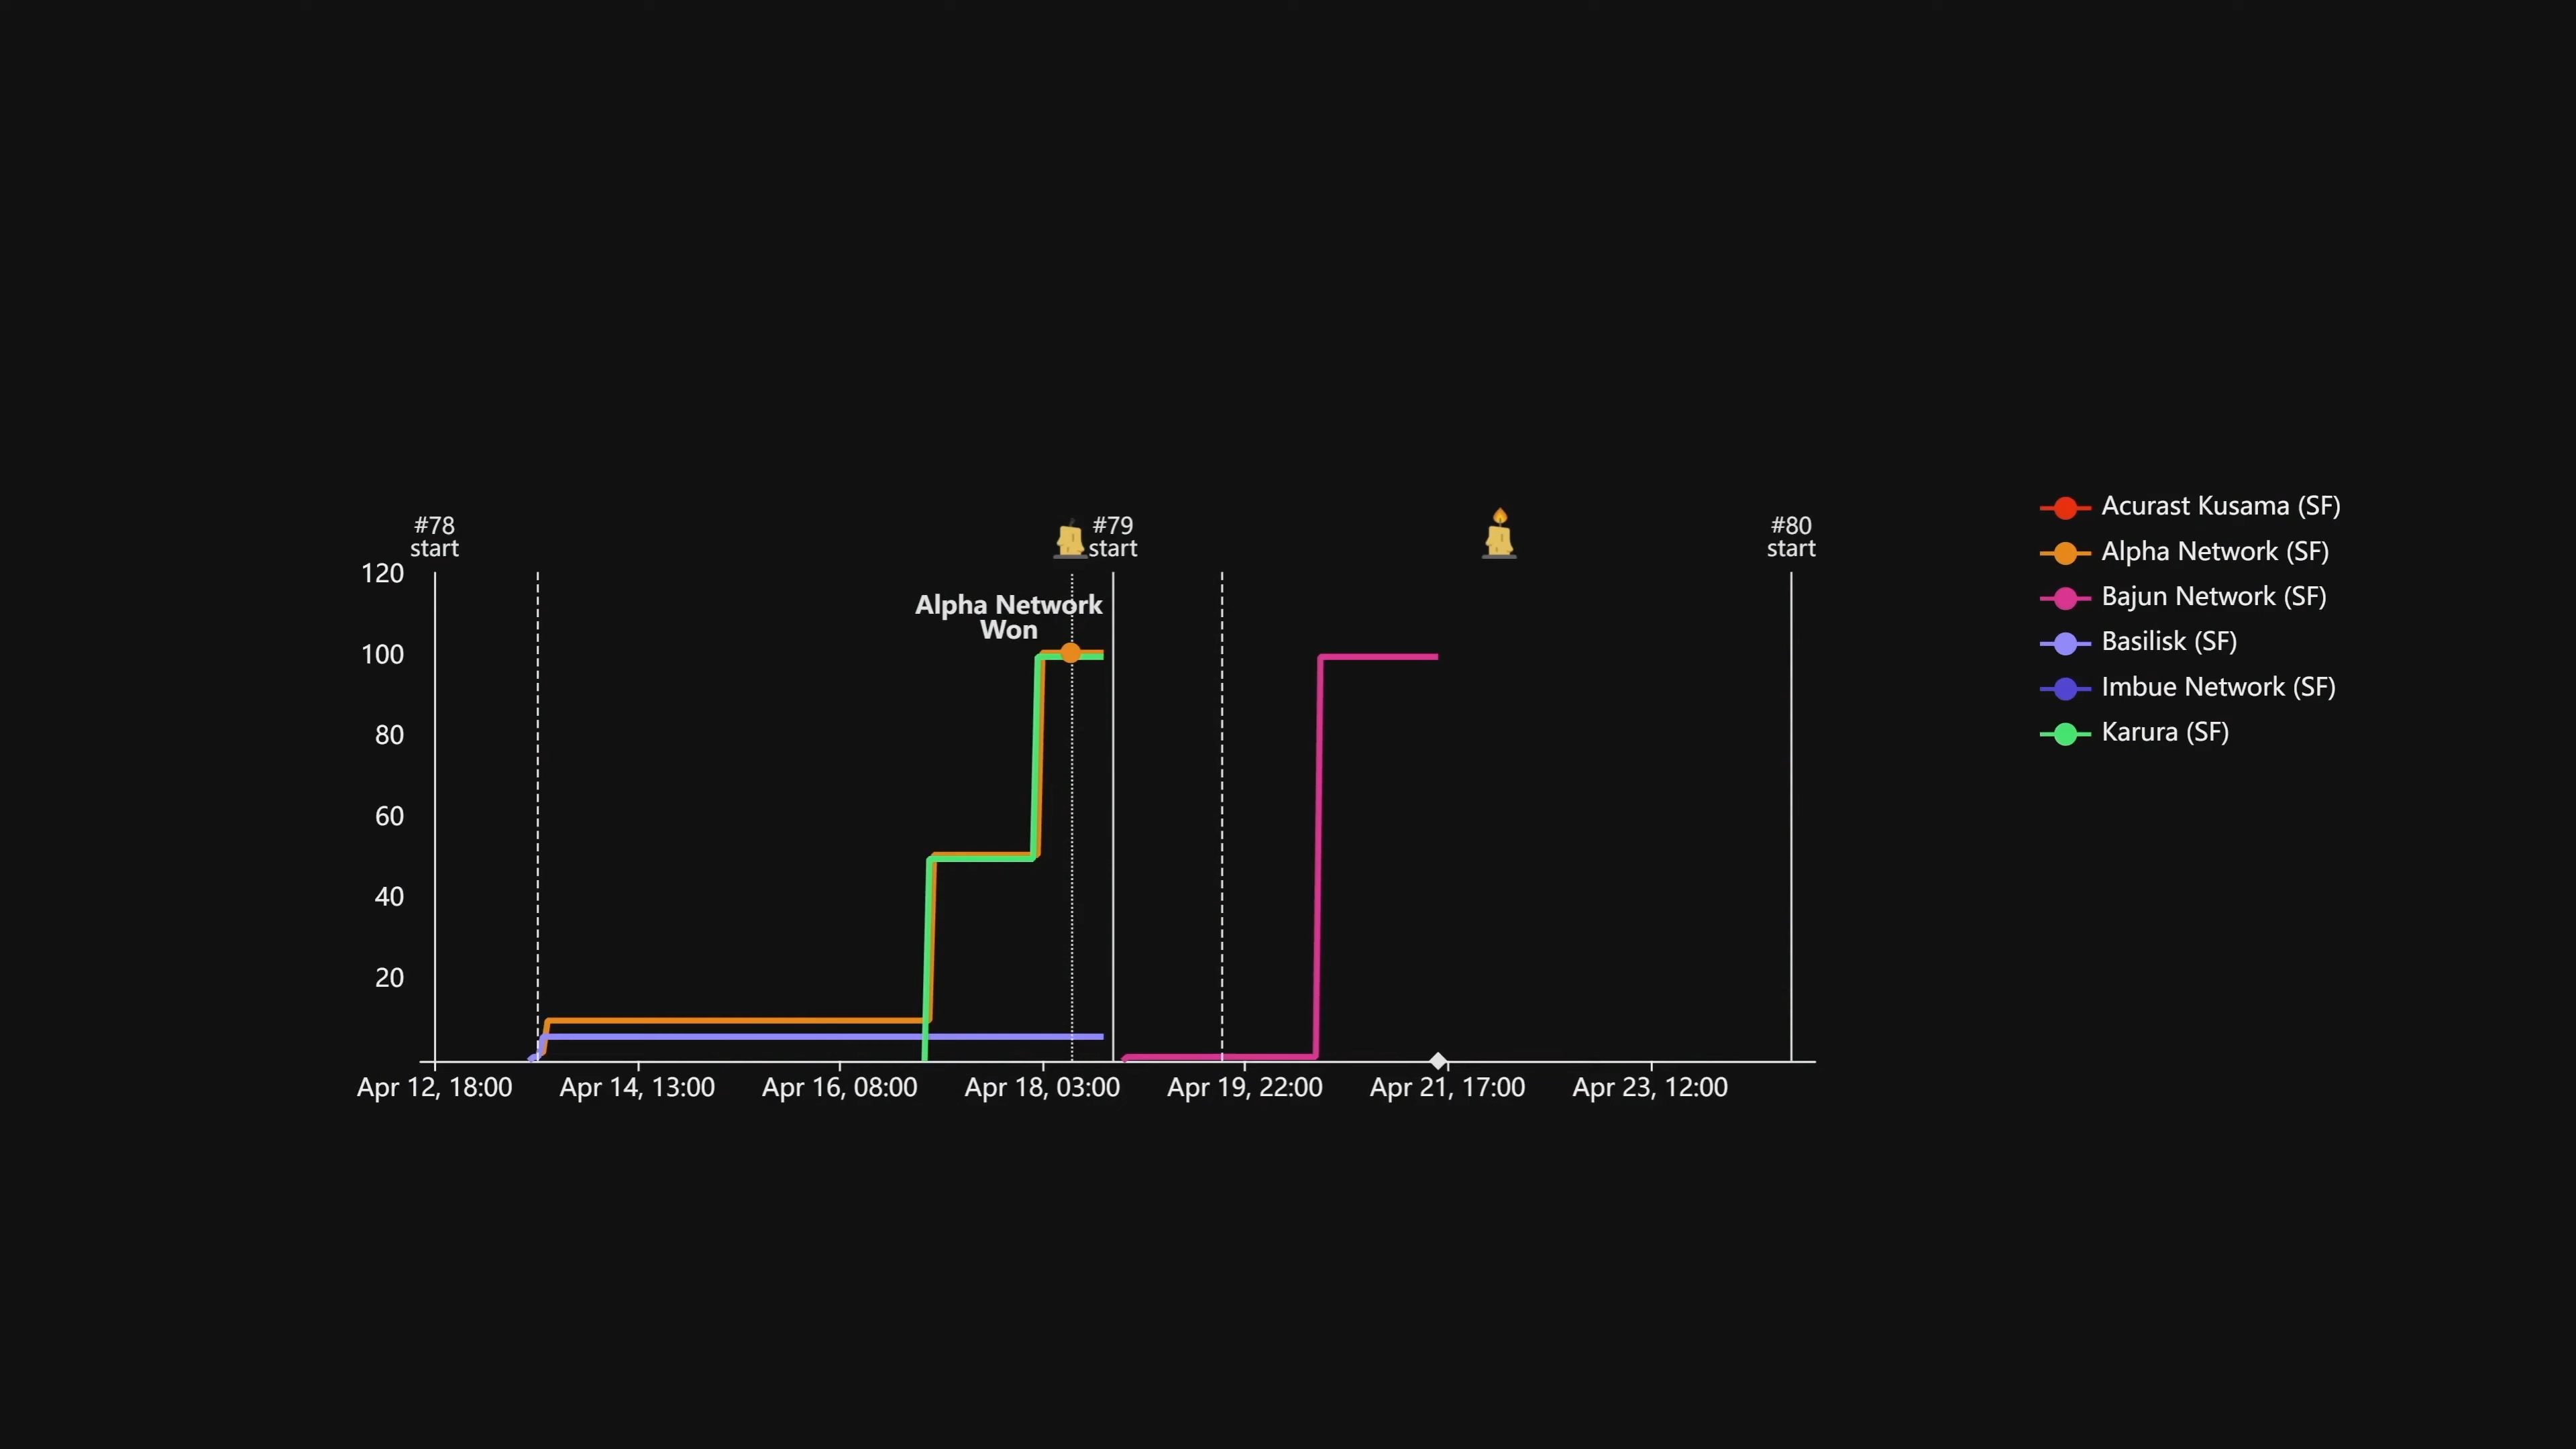 #78
start
#79
start
#80
start
Acurast Kusama (SF)
Alpha Network (SF)
Bajun Network (SF)
Basilisk (SF)
Imbue Network (SF)
Karura (SF)
Alpha Network
Won
120
100
80
60
40
20
Apr 12, 18:00
Apr 14, 13:00
Apr 16, 08:00
Apr 18, 03:00
Apr 19, 22:00
Apr 21, 17:00
Apr 23, 12:00